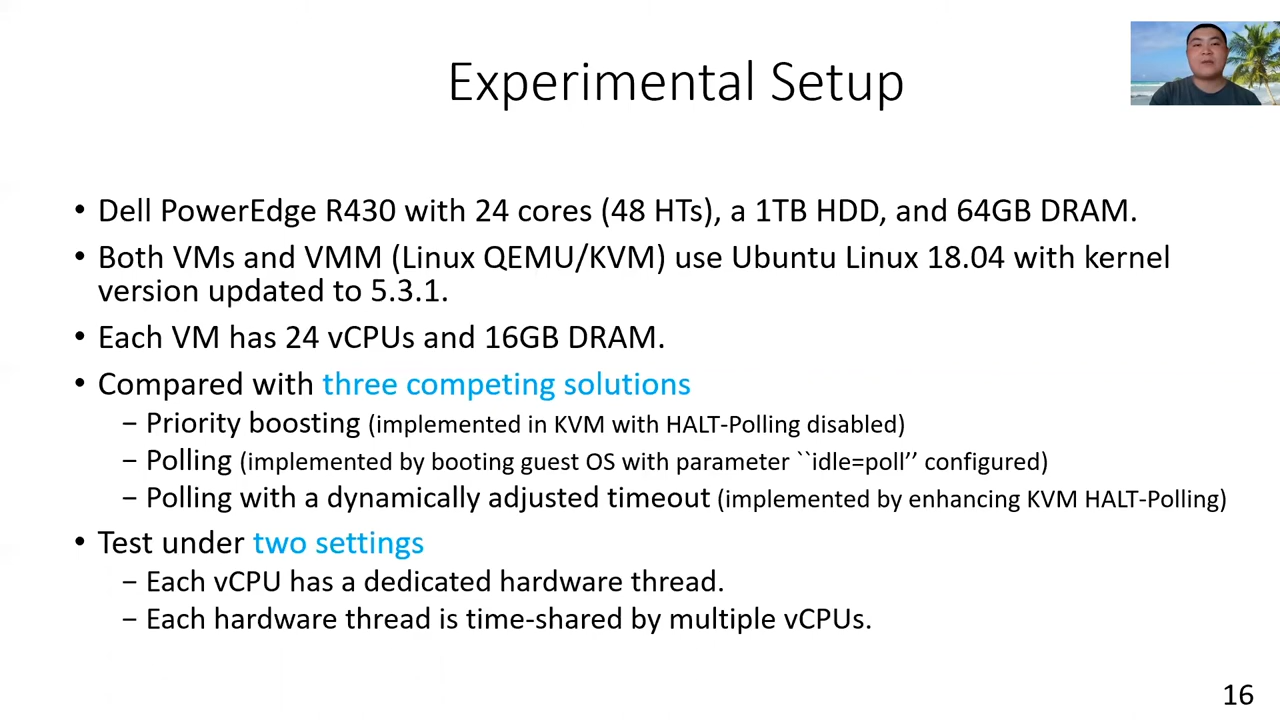 Experimental Setup
• Dell PowerEdge R430 with 24 cores (48 HTs), a 1TB HDD, and 64GB DRAM.
• Both VMs and VMM (Linux QEMU/KVM) use Ubuntu Linux 18.04 with kernel
version updated to 5.3.1.
• Each VM has 24 vCPUs and 16GB DRAM.
• Compared with three competing solutions
− Priority boosting (implemented in KVM with HALT-Polling disabled)
− Polling (implemented by booting guest OS with parameter ``idle=poll’’ configured)
− Polling with a dynamically adjusted timeout (implemented by enhancing KVM HALT-Polling)
• Test under two settings
− Each vCPU has a dedicated hardware thread.
− Each hardware thread is time-shared by multiple vCPUs.
16